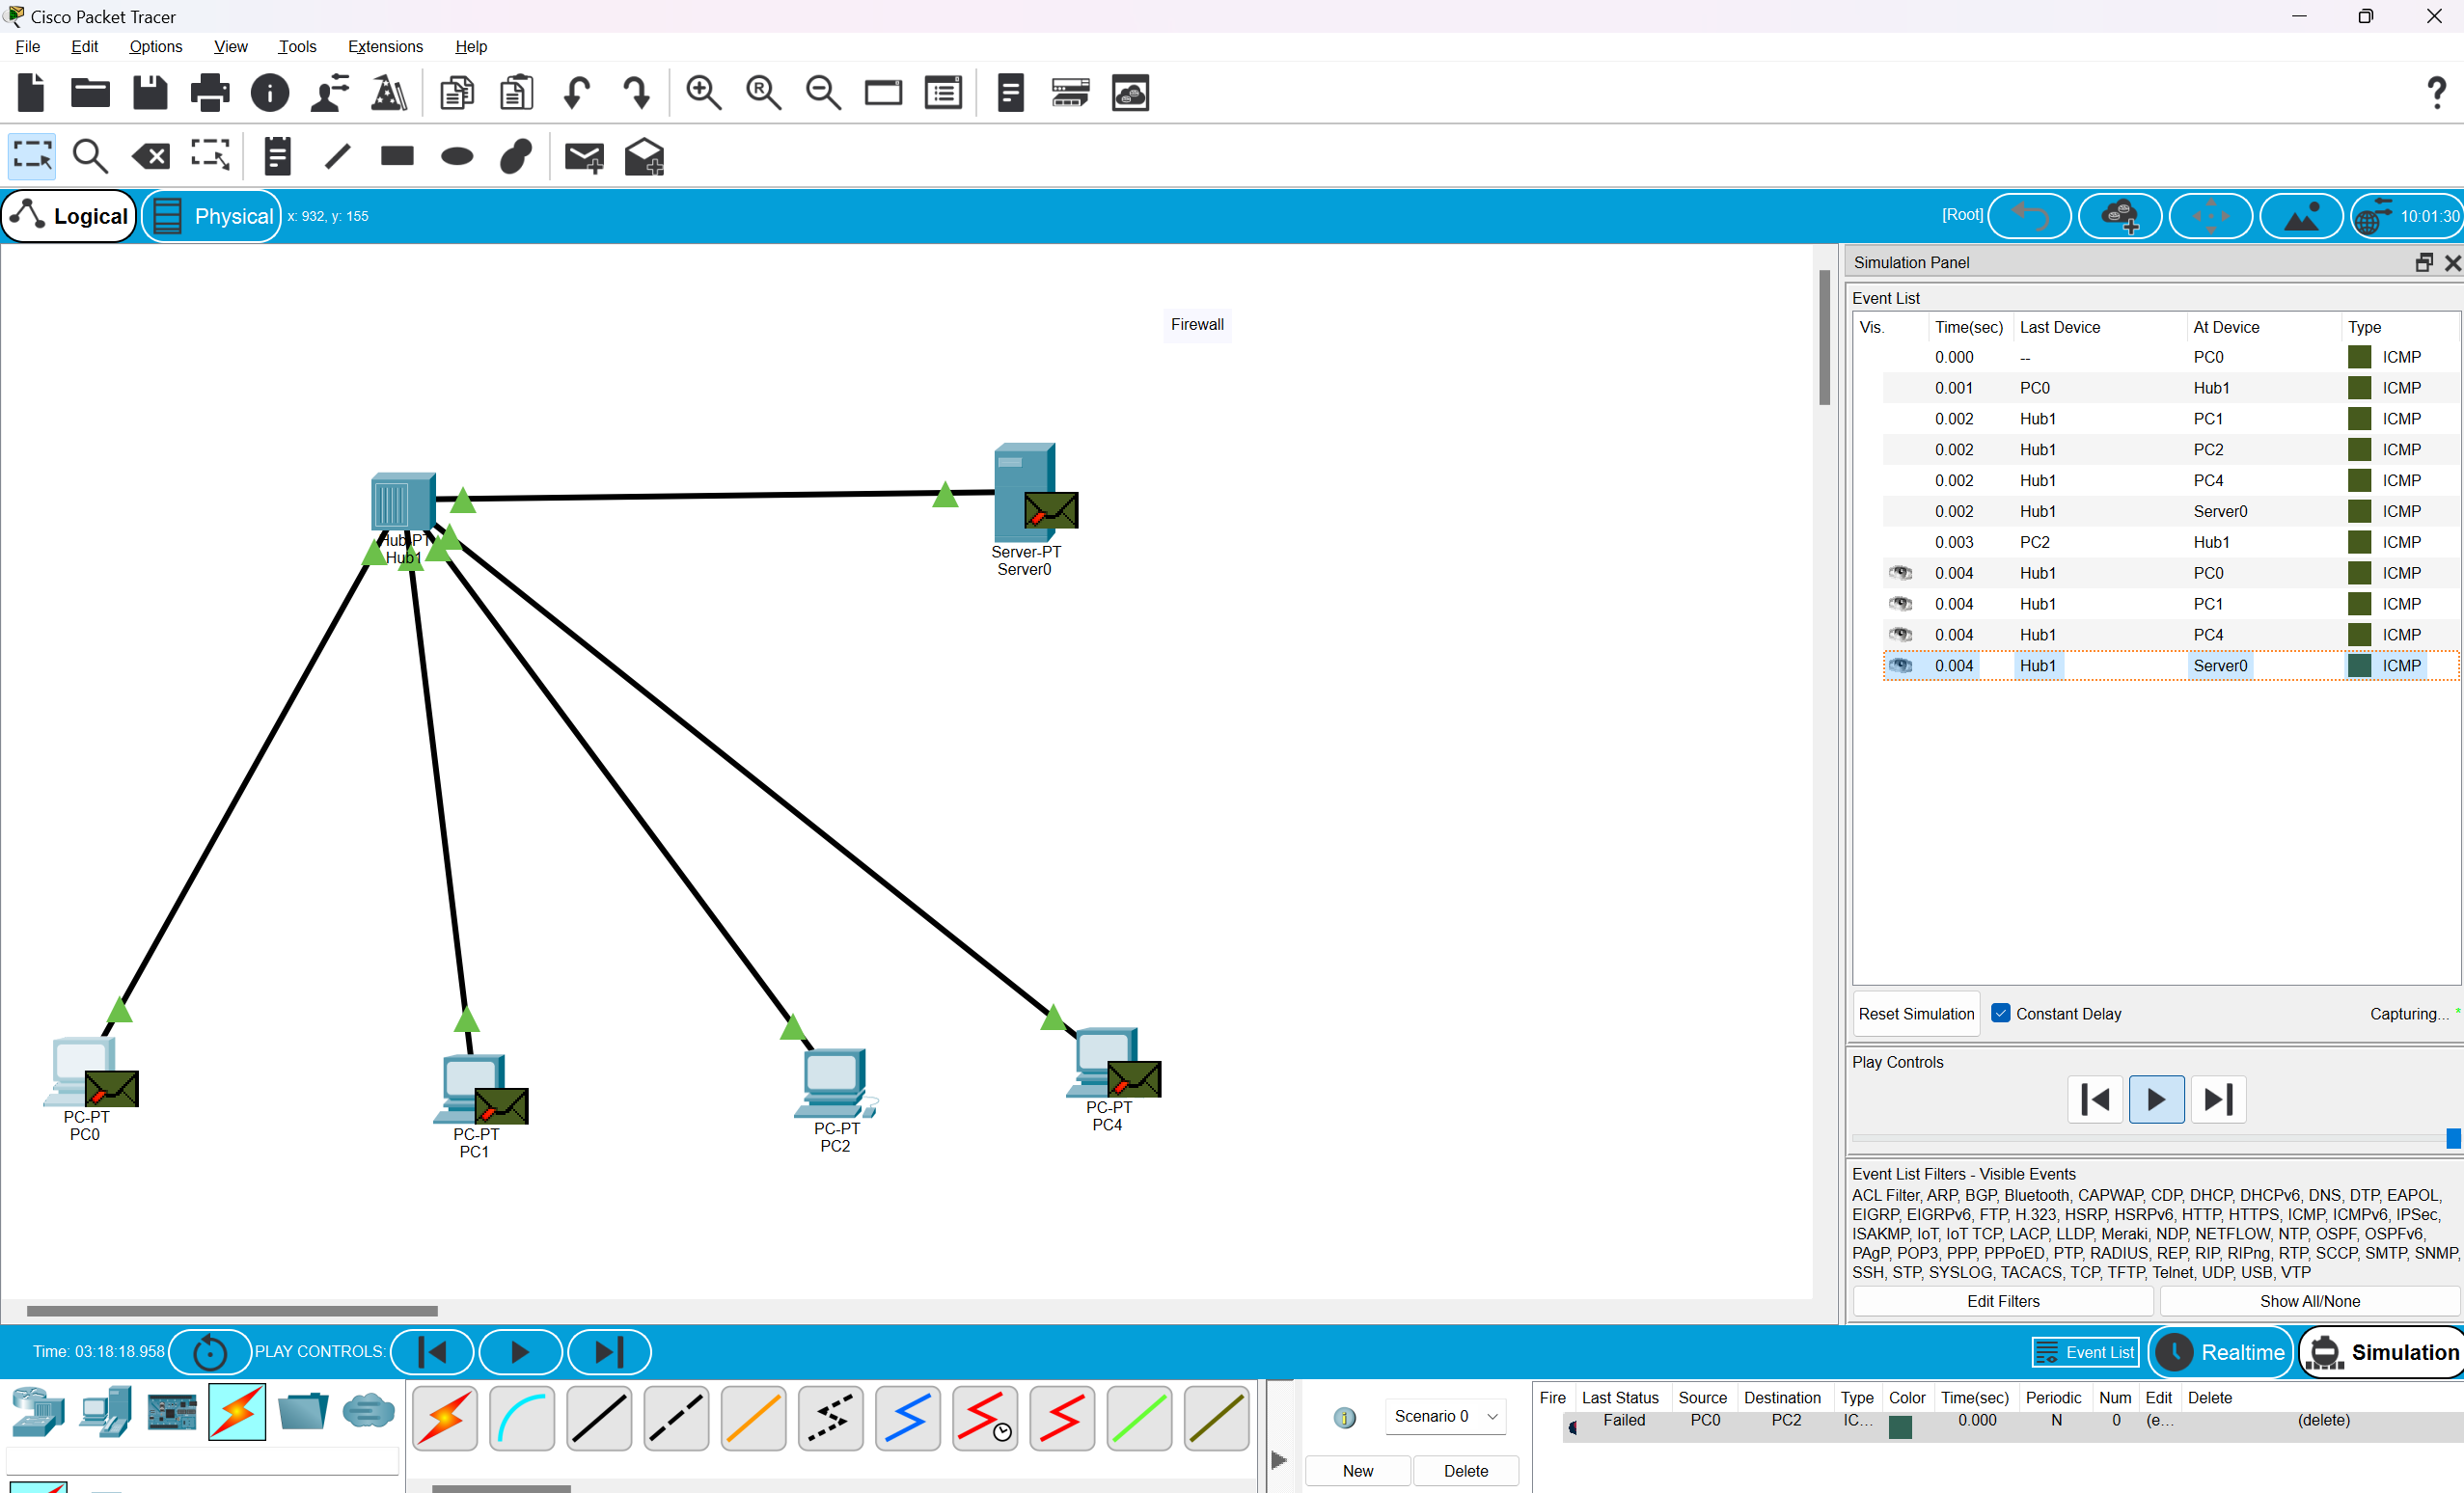 Cisco Packet Tracer
File Edit Options View Tools Extensions Help
Logical Physical x: 932, y: 155 [Root] 10:01:30
Firewall
Hub-PT
Hub1
Server-PT
Server0
PC-PT
PC0
PC-PT
PC1
PC-PT
PC2
PC-PT
PC4
Simulation Panel
Event List
Vis. Time(sec) Last Device At Device Type
0.000 -- PC0 ICMP
0.001 PC0 Hub1 ICMP
0.002 Hub1 PC1 ICMP
0.002 Hub1 PC2 ICMP
0.002 Hub1 PC4 ICMP
0.002 Hub1 Server0 ICMP
0.003 PC2 Hub1 ICMP
0.004 Hub1 PC0 ICMP
0.004 Hub1 PC1 ICMP
0.004 Hub1 PC4 ICMP
0.004 Hub1 Server0 ICMP
Reset Simulation Constant Delay Capturing... *
Play Controls
Event List Filters - Visible Events
ACL Filter, ARP, BGP, Bluetooth, CAPWAP, CDP, DHCP, DHCPv6, DNS, DTP, EAPOL,
EIGRP, EIGRPv6, FTP, H.323, HSRP, HSRPv6, HTTP, HTTPS, ICMP, ICMPv6, IPSec,
ISAKMP, IoT, IoT TCP, LACP, LLDP, Meraki, NDP, NETFLOW, NTP, OSPF, OSPFv6,
PAgP, POP3, PPP, PPPoED, PTP, RADIUS, REP, RIP, RIPng, RTP, SCCP, SMTP, SNMP,
SSH, STP, SYSLOG, TACACS, TCP, TFTP, Telnet, UDP, USB, VTP
Edit Filters Show All/None
Time: 03:18:18.958 PLAY CONTROLS: Event List Realtime Simulation
Scenario 0
New Delete
Fire Last Status Source Destination Type Color Time(sec) Periodic Num Edit Delete
Failed PC0 PC2 IC... 0.000 N 0 (e... (delete)